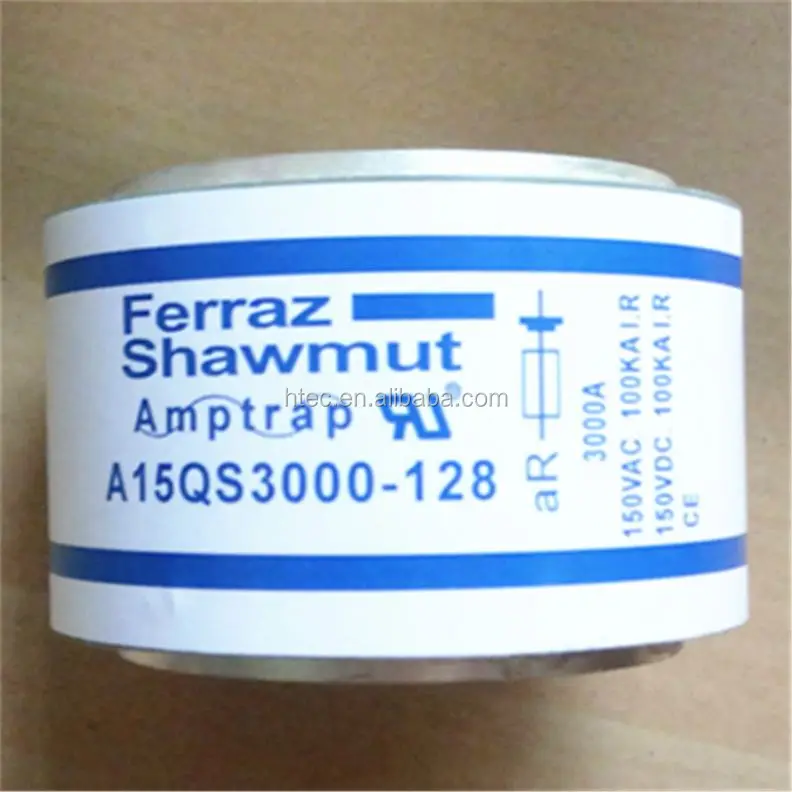 Ferraz
Shawmut
Amptrap
A15QS3000-128
aR
3000A
150VAC 100KA I.R
150VDC. 100KA I.R
CE
htec.en.alibaba.com